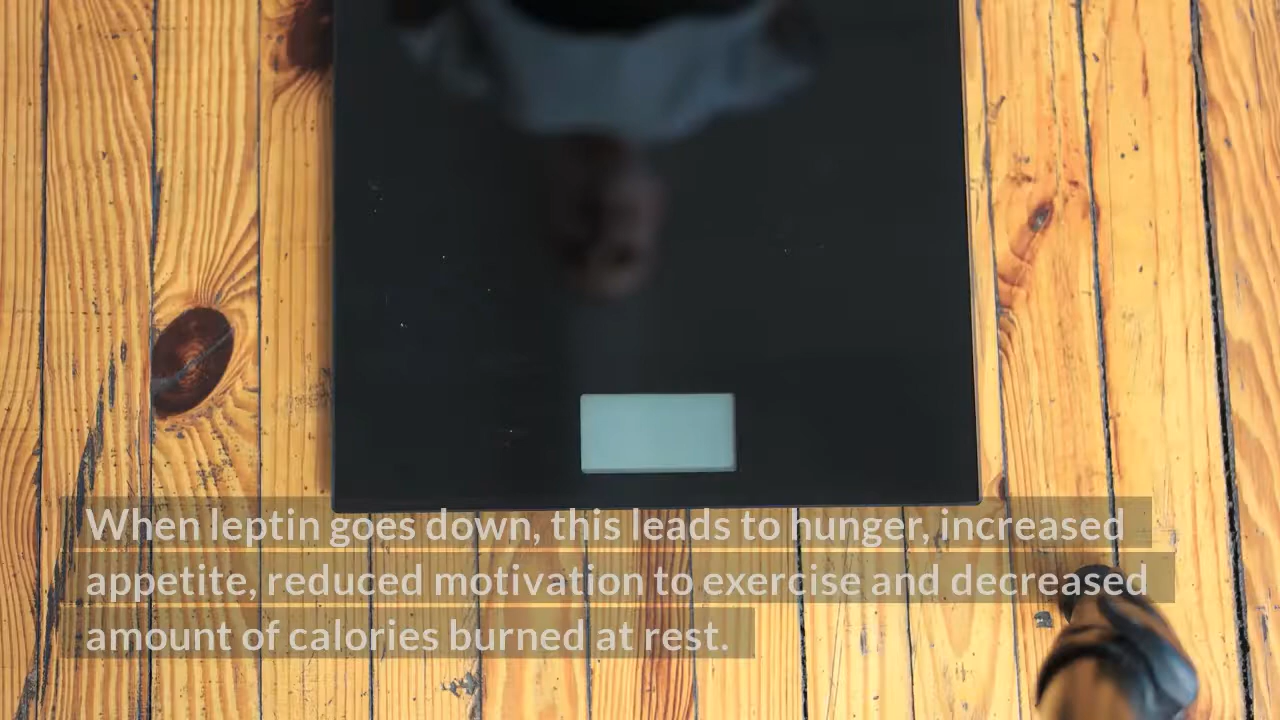 When leptin goes down, this leads to hunger, increased
appetite, reduced motivation to exercise and decreased
amount of calories burned at rest.